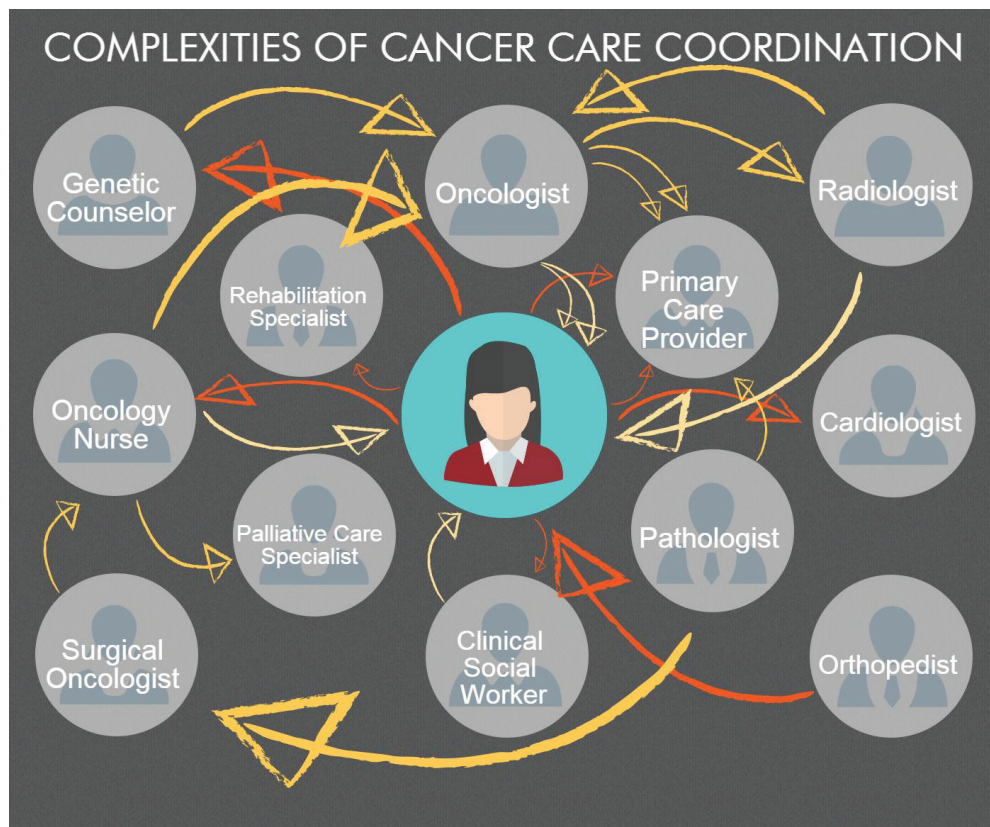 COMPLEXITIES OF CANCER CARE COORDINATION
Genetic
Counselor
Oncologist
Radiologist
Rehabilitation
Specialist
Primary
Care
Provider
Oncology
Nurse
Cardiologist
Palliative Care
Specialist
Pathologist
Surgical
Oncologist
Clinical
Social
Worker
Orthopedist